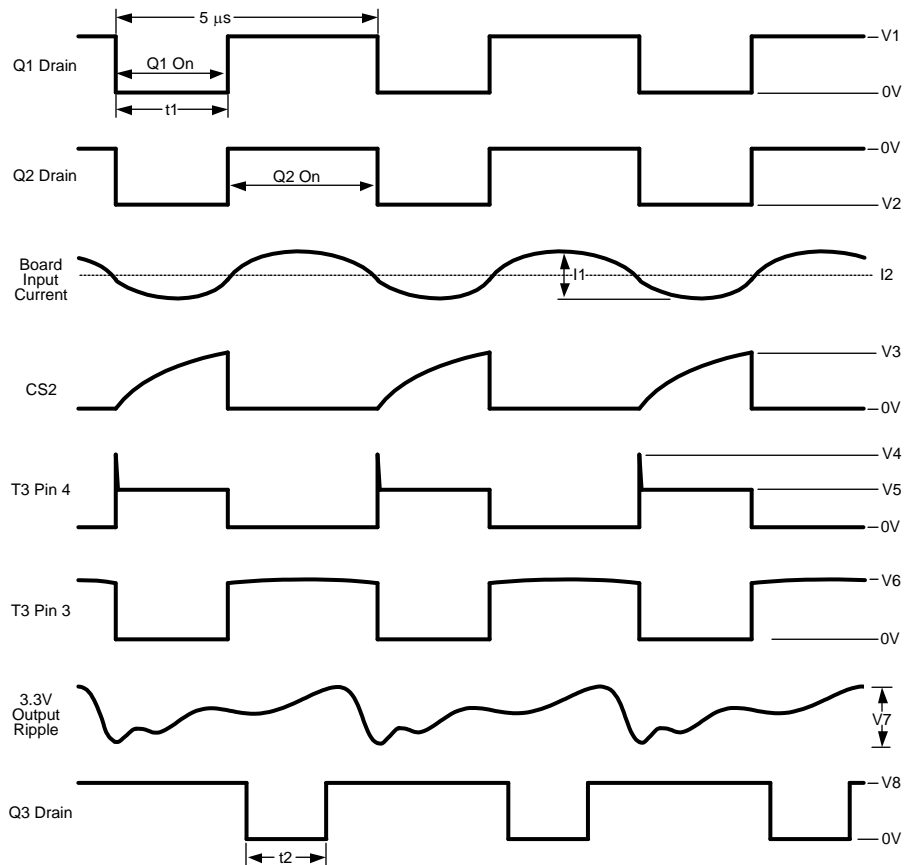 5 μs
V1
Q1 Drain
Q1 On
0V
t1
0V
Q2 Drain
Q2 On
V2
Board
Input
Current
I1
I2
V3
CS2
0V
V4
T3 Pin 4
V5
0V
V6
T3 Pin 3
0V
3.3V
Output
Ripple
V7
V8
Q3 Drain
0V
t2